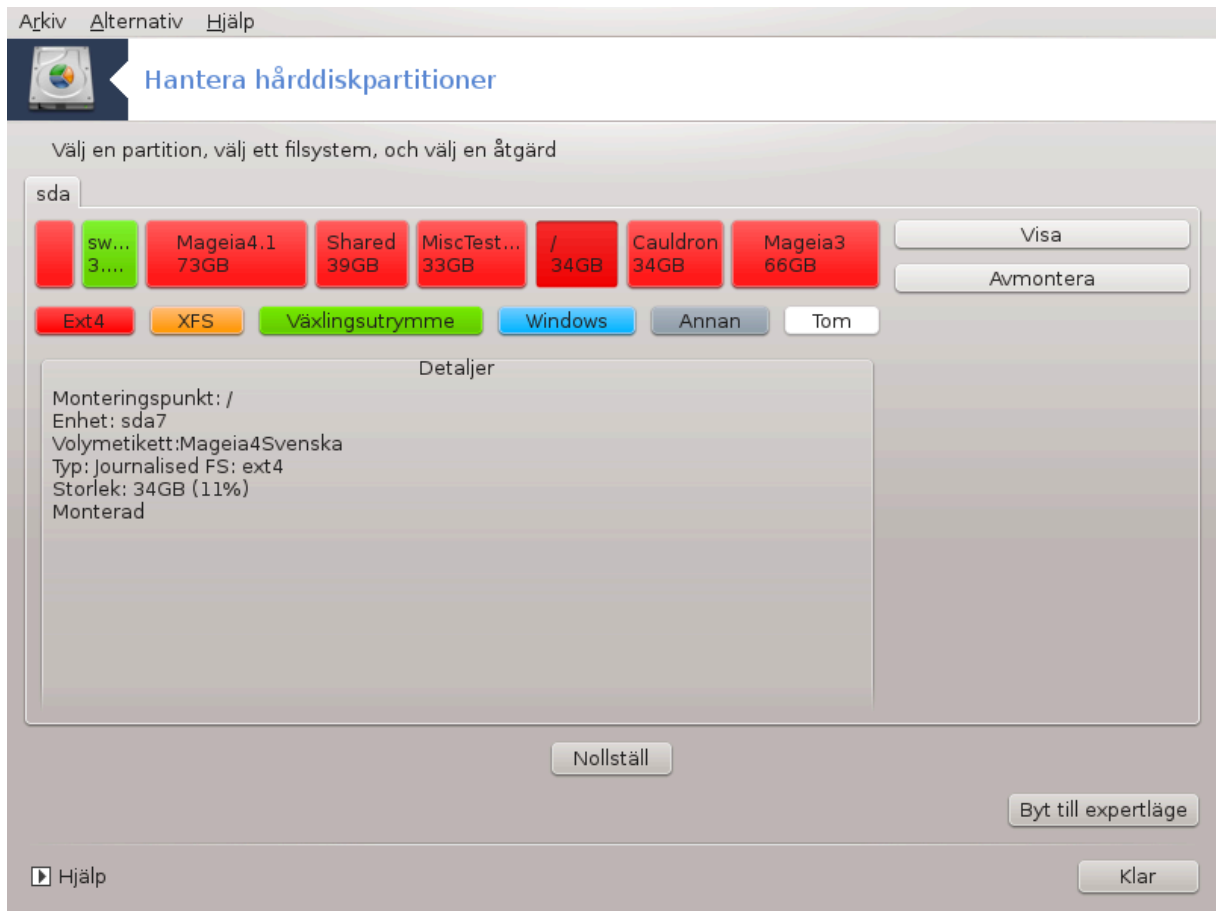 Arkiv Alternativ Hjälp
Hantera hårddiskpartitioner
Välj en partition, välj ett filsystem, och välj en åtgärd
sda
sw... Mageia4.1 Shared MiscTest... / Cauldron Mageia3
3.... 73GB 39GB 33GB 34GB 34GB 66GB
Visa
Avmontera
Ext4 XFS Växlingsutrymme Windows Annan Tom
Detaljer
Monteringspunkt: /
Enhet: sda7
Volymetikett:Mageia4Svenska
Typ: Journalised FS: ext4
Storlek: 34GB (11%)
Monterad
Nollställ
Byt till expertläge
Hjälp
Klar